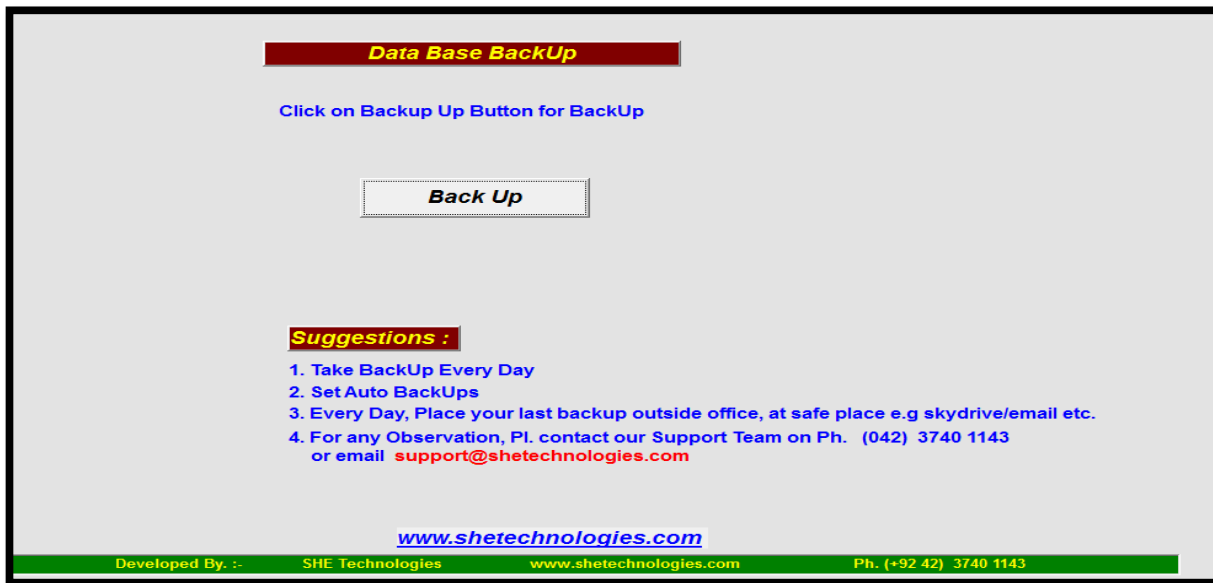 Data Base BackUp
Click on Backup Up Button for BackUp
Back Up
Suggestions :
1. Take BackUp Every Day
2. Set Auto BackUps
3. Every Day, Place your last backup outside office, at safe place e.g skydrive/email etc.
4. For any Observation, Pl. contact our Support Team on Ph. (042) 3740 1143
or email support@shetechnologies.com
www.shetechnologies.com
Developed By. :- SHE Technologies www.shetechnologies.com Ph. (+92 42) 3740 1143